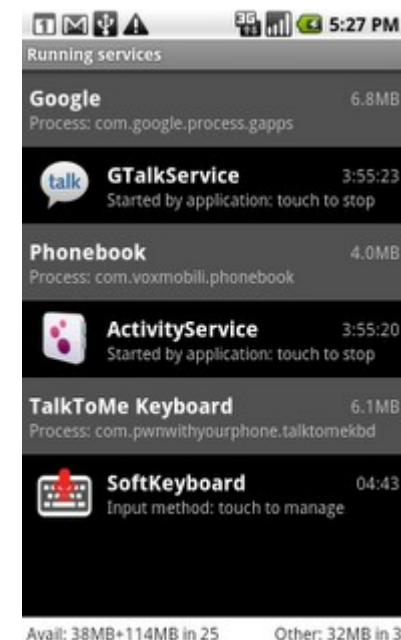 1 3G 5:27 PM
Running services
Google 6.8MB
Process: com.google.process.gapps
talk GTalkService 3:55:23
Started by application: touch to stop
Phonebook 4.0MB
Process: com.voxmobili.phonebook
ActivityService 3:55:20
Started by application: touch to stop
TalkToMe Keyboard 6.1MB
Process: com.pwnwithyourphone.talktomekbd
SoftKeyboard 04:43
Input method: touch to manage
Avail: 38MB+114MB in 25 Other: 32MB in 3